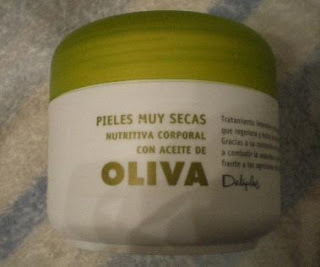 PIELES MUY SECAS
NUTRITIVA CORPORAL
CON ACEITE DE
OLIVA
Tratamiento
que regenera y
Gracias a su
a combatir la
frente a las agresiones
Deliplus